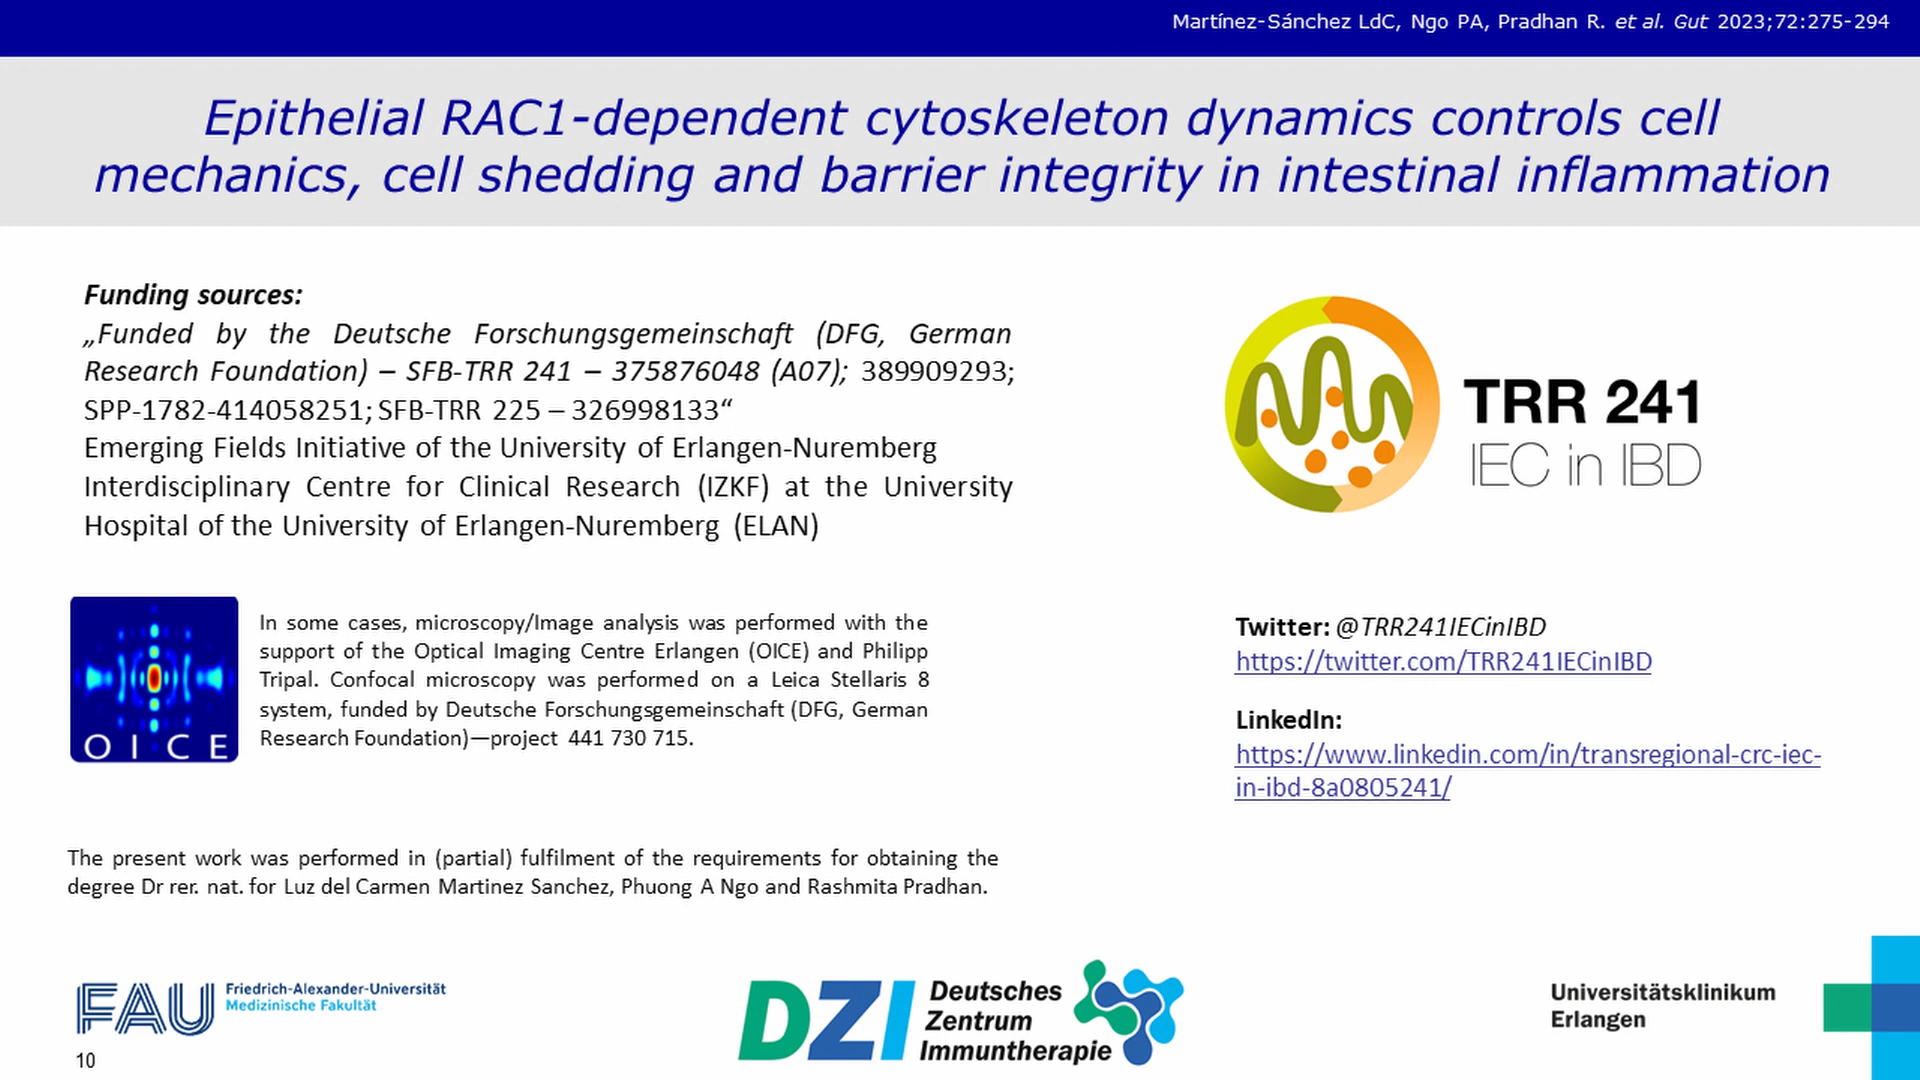 Martínez-Sánchez LdC, Ngo PA, Pradhan R. et al. Gut 2023;72:275-294
Epithelial RAC1-dependent cytoskeleton dynamics controls cell
mechanics, cell shedding and barrier integrity in intestinal inflammation
Funding sources:
„Funded by the Deutsche Forschungsgemeinschaft (DFG, German
Research Foundation) – SFB-TRR 241 – 375876048 (A07); 389909293;
SPP-1782-414058251; SFB-TRR 225 – 326998133“
Emerging Fields Initiative of the University of Erlangen-Nuremberg
Interdisciplinary Centre for Clinical Research (IZKF) at the University
Hospital of the University of Erlangen-Nuremberg (ELAN)
TRR 241
IEC in IBD
OICE
In some cases, microscopy/Image analysis was performed with the
support of the Optical Imaging Centre Erlangen (OICE) and Philipp
Tripal. Confocal microscopy was performed on a Leica Stellaris 8
system, funded by Deutsche Forschungsgemeinschaft (DFG, German
Research Foundation)—project 441 730 715.
Twitter: @TRR241IECinIBD
https://twitter.com/TRR241IECinIBD
LinkedIn:
https://www.linkedin.com/in/transregional-crc-iec-
in-ibd-8a0805241/
The present work was performed in (partial) fulfilment of the requirements for obtaining the
degree Dr rer. nat. for Luz del Carmen Martinez Sanchez, Phuong A Ngo and Rashmita Pradhan.
FAU
Friedrich-Alexander-Universität
Medizinische Fakultät
DZI
Deutsches
Zentrum
Immuntherapie
Universitätsklinikum
Erlangen
10